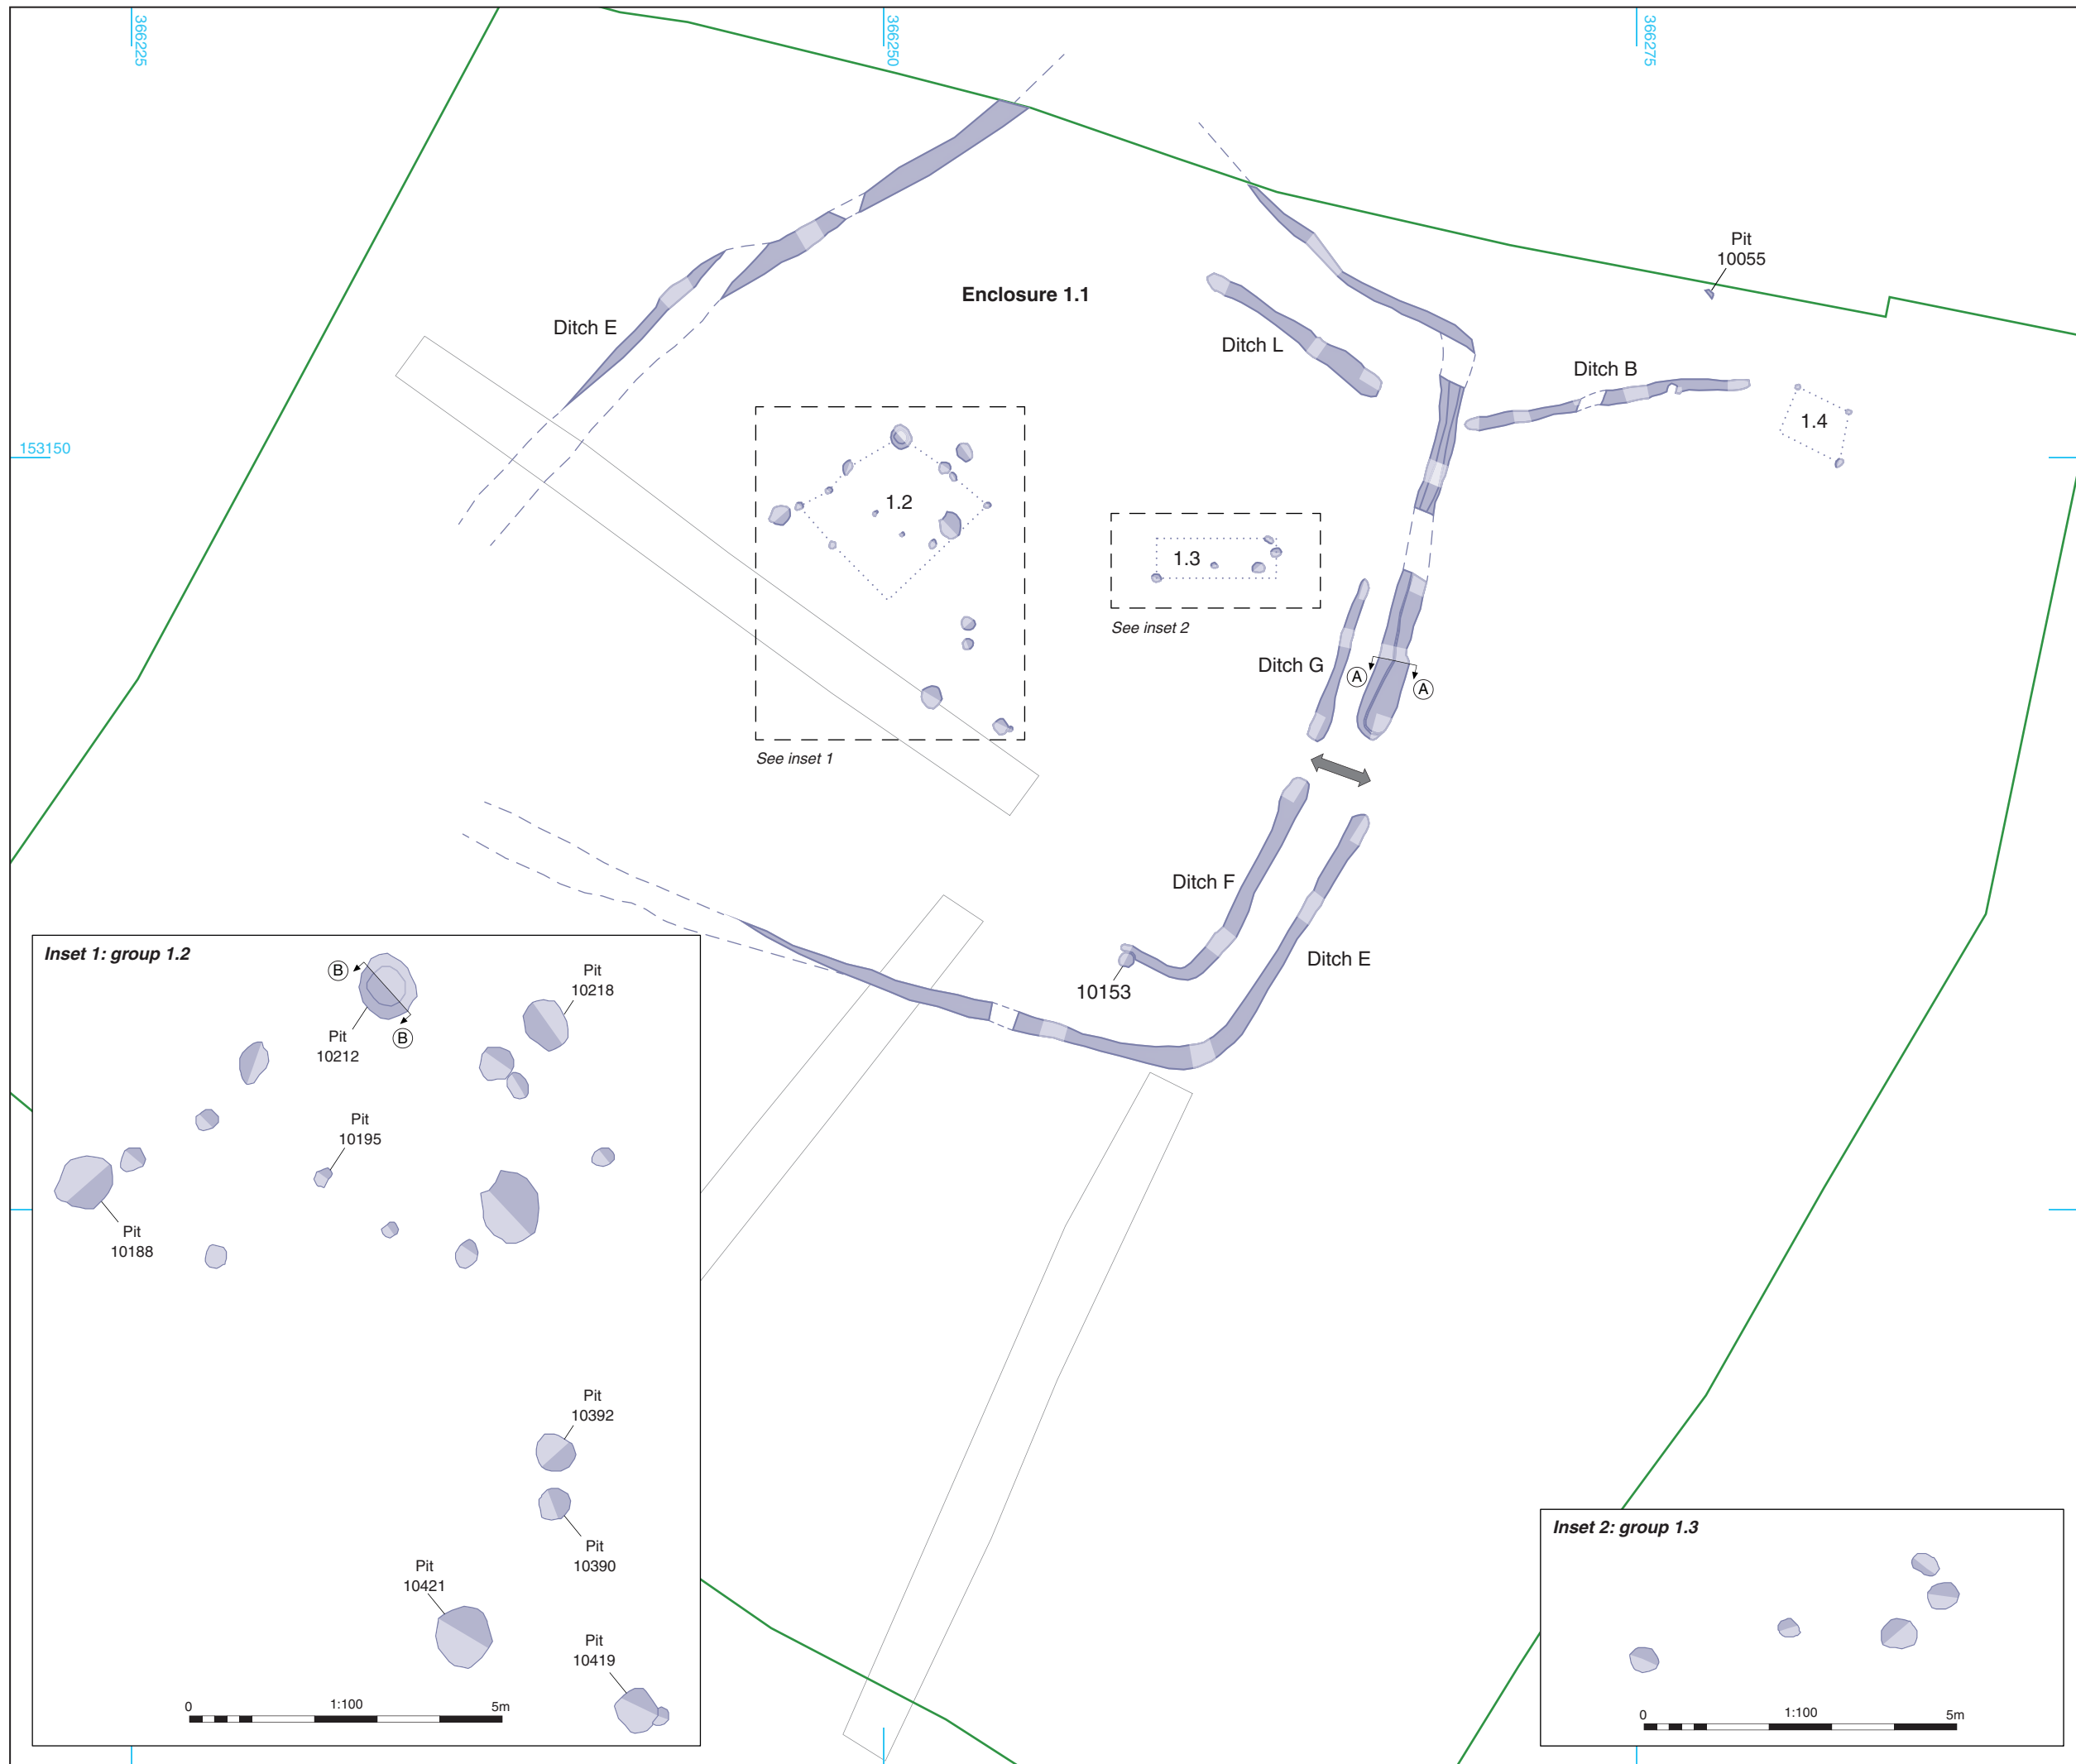 366225
366250
366275
Pit
10055
Enclosure 1.1
Ditch E
Ditch L
Ditch B
1.4
153150
1.2
1.3
See inset 2
Ditch G
A
A
See inset 1
Ditch F
Ditch E
10153
Inset 1: group 1.2
B
Pit
10218
Pit
10212
B
Pit
10195
Pit
10188
Pit
10392
Pit
10390
Pit
10421
Pit
10419
0 1:100 5m
Inset 2: group 1.3
0 1:100 5m